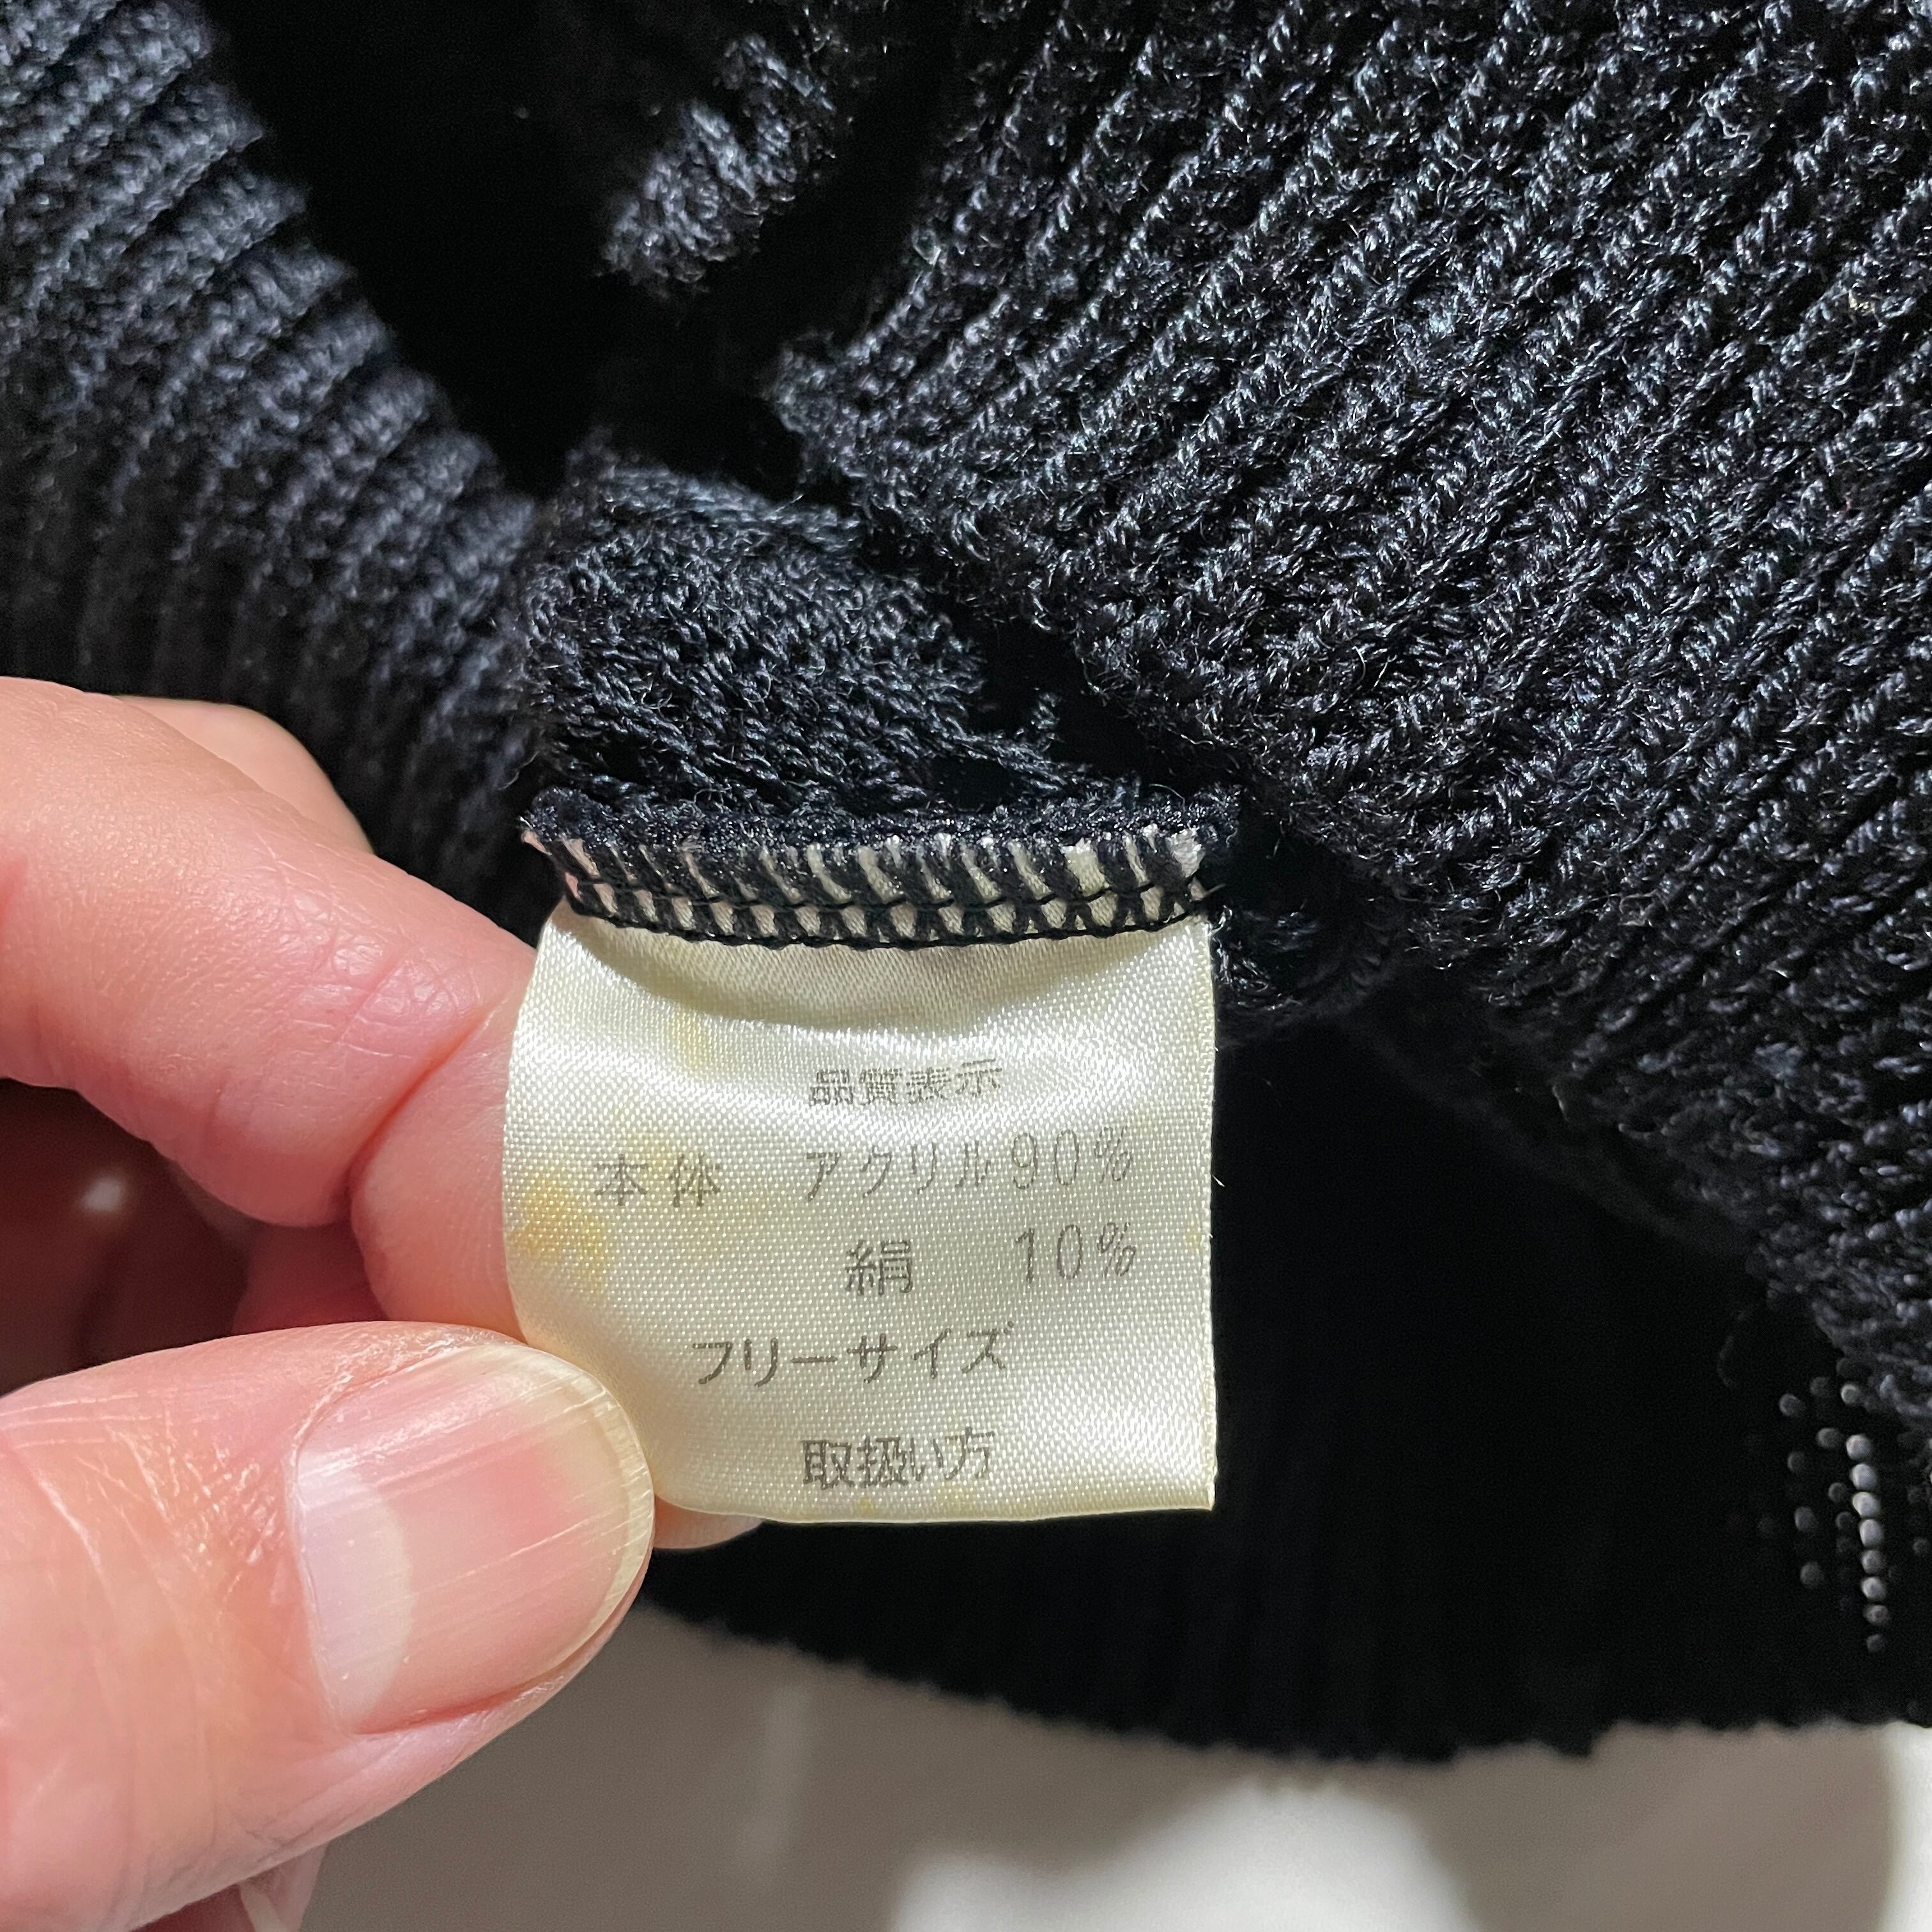 品質表示
本体 アクリル90%
絹 10%
フリーサイズ
取扱い方